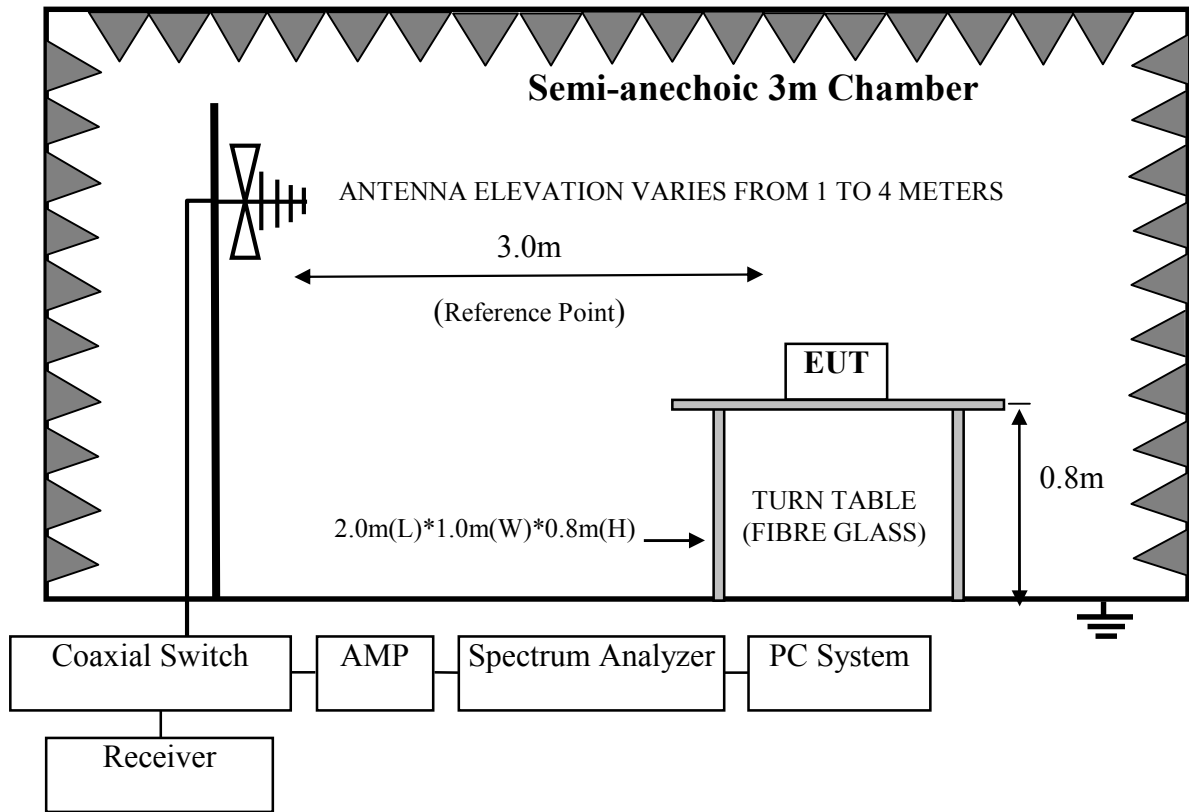 Semi-anechoic 3m Chamber
ANTENNA ELEVATION VARIES FROM 1 TO 4 METERS
3.0m
(Reference Point)
EUT
0.8m
TURN TABLE
(FIBRE GLASS)
2.0m(L)*1.0m(W)*0.8m(H)
Coaxial Switch
AMP
Spectrum Analyzer
PC System
Receiver